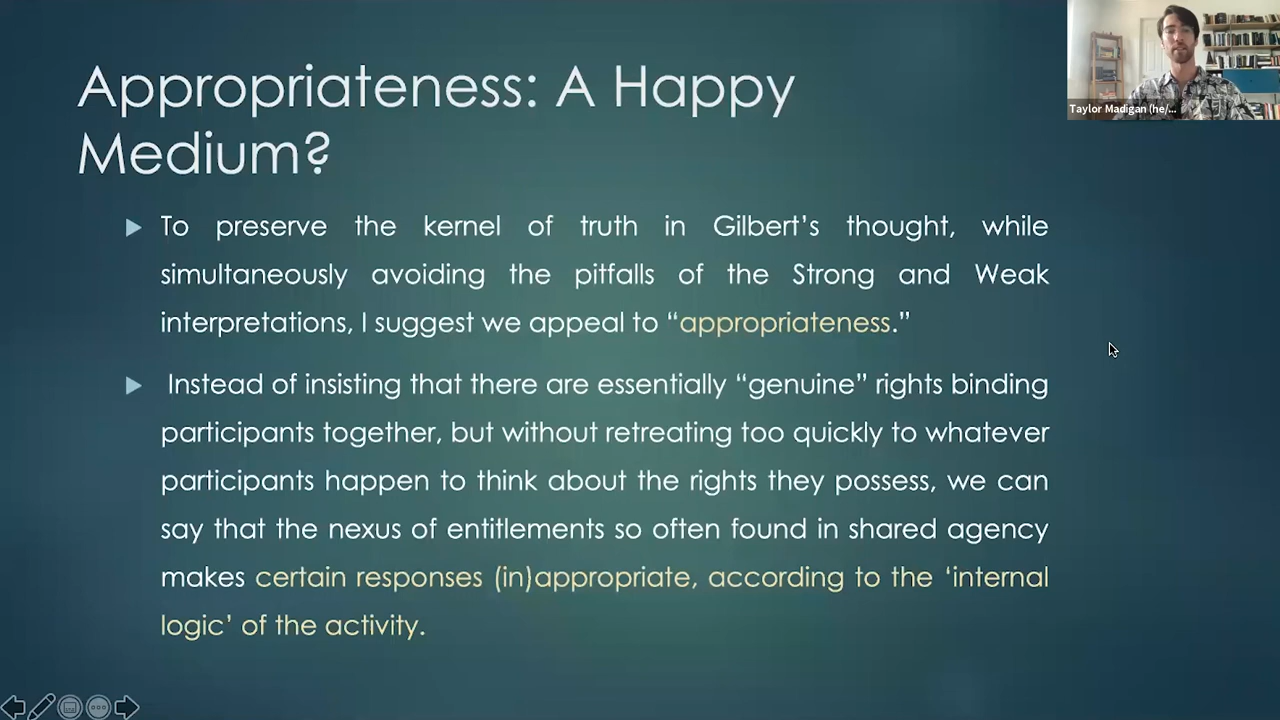 Appropriateness: A Happy
Medium?
To preserve the kernel of truth in Gilbert’s thought, while
simultaneously avoiding the pitfalls of the Strong and Weak
interpretations, I suggest we appeal to “appropriateness.”
Instead of insisting that there are essentially “genuine” rights binding
participants together, but without retreating too quickly to whatever
participants happen to think about the rights they possess, we can
say that the nexus of entitlements so often found in shared agency
makes certain responses (in)appropriate, according to the ‘internal
logic’ of the activity.
Taylor Madigan (he/...